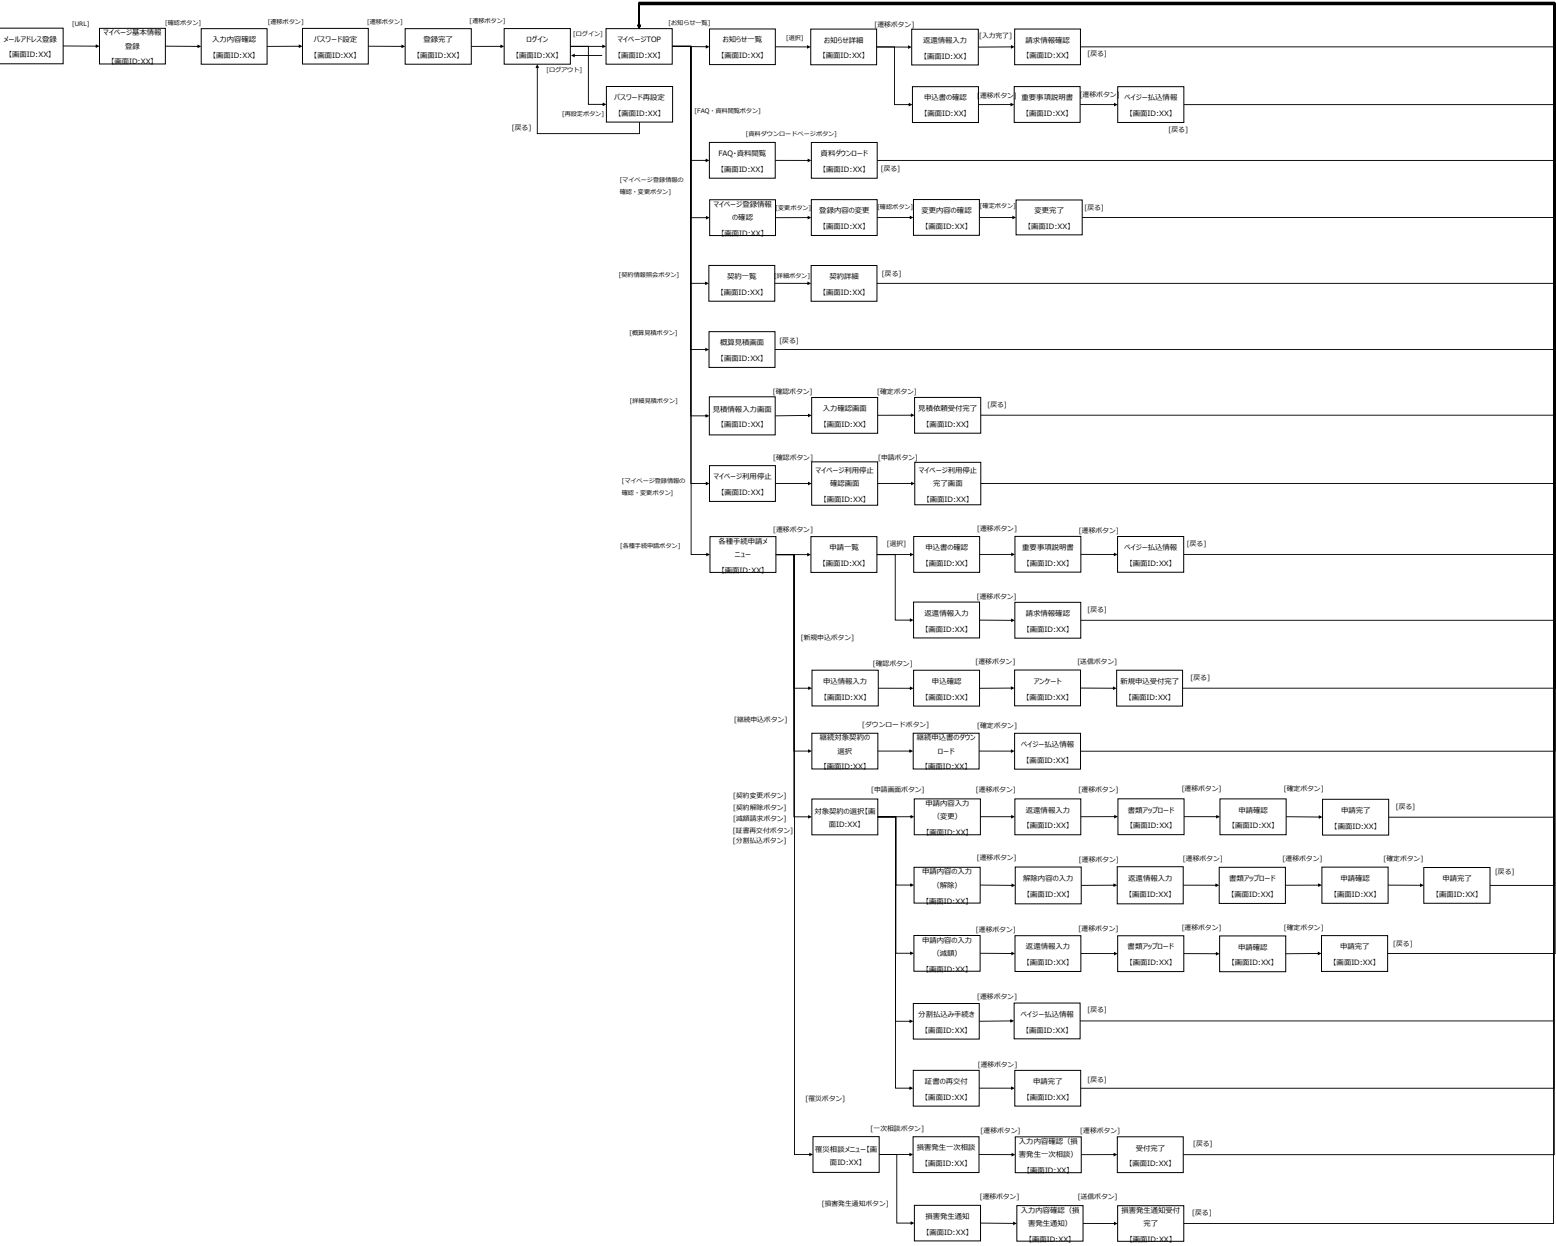 [URL]
[確認ボタン]
[遷移ボタン]
[遷移ボタン]
[遷移ボタン]
[ログイン]
[お知らせ一覧]
メールアドレス登録
【画面ID:XX】
マイページ基本情報
登録
【画面ID:XX】
入力内容確認
【画面ID:XX】
パスワード設定
【画面ID:XX】
登録完了
【画面ID:XX】
ログイン
【画面ID:XX】
マイページTOP
【画面ID:XX】
お知らせ一覧
【画面ID:XX】
[選択]
お知らせ詳細
【画面ID:XX】
[遷移ボタン]
返還情報入力
【画面ID:XX】
[入力完了]
請求情報確認
【画面ID:XX】
[戻る]
[ログアウト]
[再設定ボタン]
[戻る]
パスワード再設定
【画面ID:XX】
申込書の確認
【画面ID:XX】
[遷移ボタン]
重要事項説明書
【画面ID:XX】
[遷移ボタン]
ペイジー払込情報
【画面ID:XX】
[戻る]
[FAQ・資料閲覧ボタン]
[資料ダウンロードページボタン]
FAQ・資料閲覧
【画面ID:XX】
資料ダウンロード
【画面ID:XX】
[戻る]
[マイページ登録情報の
確認・変更ボタン]
マイページ登録情報
の確認
【画面ID:XX】
[変更ボタン]
登録内容の変更
【画面ID:XX】
[確認ボタン]
変更内容の確認
【画面ID:XX】
[確定ボタン]
変更完了
【画面ID:XX】
[戻る]
[契約情報照会ボタン]
契約一覧
【画面ID:XX】
[詳細ボタン]
契約詳細
【画面ID:XX】
[戻る]
[概算見積ボタン]
概算見積画面
【画面ID:XX】
[戻る]
[詳細見積ボタン]
見積情報入力画面
【画面ID:XX】
[確認ボタン]
入力確認画面
【画面ID:XX】
[確定ボタン]
見積依頼受付完了
【画面ID:XX】
[戻る]
[マイページ登録情報の
確認・変更ボタン]
マイページ利用停止
【画面ID:XX】
[確認ボタン]
マイページ利用停止
確認画面
【画面ID:XX】
[申請ボタン]
マイページ利用停止
完了画面
【画面ID:XX】
[各種手続申請ボタン]
各種手続申請メ
ニュー
【画面ID:XX】
[遷移ボタン]
申請一覧
【画面ID:XX】
[選択]
申込書の確認
【画面ID:XX】
[遷移ボタン]
重要事項説明書
【画面ID:XX】
[遷移ボタン]
ペイジー払込情報
【画面ID:XX】
[戻る]
返還情報入力
【画面ID:XX】
[遷移ボタン]
請求情報確認
【画面ID:XX】
[戻る]
[新規申込ボタン]
申込情報入力
【画面ID:XX】
[確認ボタン]
申込確認
【画面ID:XX】
[遷移ボタン]
アンケート
【画面ID:XX】
[送信ボタン]
新規申込受付完了
【画面ID:XX】
[戻る]
[継続申込ボタン]
継続対象契約の
選択
【画面ID:XX】
[ダウンロードボタン]
継続申込書のダウン
ロード
【画面ID:XX】
[確定ボタン]
ペイジー払込情報
【画面ID:XX】
[契約変更ボタン]
[契約解除ボタン]
[減額請求ボタン]
[証書再交付ボタン]
[分割払込ボタン]
対象契約の選択【画
面ID:XX】
[申請画面ボタン]
申請内容入力
（変更）
【画面ID:XX】
[遷移ボタン]
返還情報入力
【画面ID:XX】
[遷移ボタン]
書類アップロード
【画面ID:XX】
[遷移ボタン]
申請確認
【画面ID:XX】
[確定ボタン]
申請完了
【画面ID:XX】
[戻る]
申請内容の入力
（解除）
【画面ID:XX】
[遷移ボタン]
解除内容の入力
【画面ID:XX】
[遷移ボタン]
返還情報入力
【画面ID:XX】
[遷移ボタン]
書類アップロード
【画面ID:XX】
[遷移ボタン]
申請確認
【画面ID:XX】
[確定ボタン]
申請完了
【画面ID:XX】
[戻る]
申請内容の入力
（減額）
【画面ID:XX】
[遷移ボタン]
返還情報入力
【画面ID:XX】
[遷移ボタン]
書類アップロード
【画面ID:XX】
[遷移ボタン]
申請確認
【画面ID:XX】
[確定ボタン]
申請完了
【画面ID:XX】
[戻る]
分割払込み手続き
【画面ID:XX】
[遷移ボタン]
ペイジー払込情報
【画面ID:XX】
[戻る]
証書の再交付
【画面ID:XX】
[遷移ボタン]
申請完了
【画面ID:XX】
[戻る]
[罹災ボタン]
罹災相談メニュー【画
面ID:XX】
[一次相談ボタン]
損害発生一次相談
【画面ID:XX】
[遷移ボタン]
入力内容確認（損
害発生一次相談）
【画面ID:XX】
[遷移ボタン]
受付完了
【画面ID:XX】
[戻る]
[損害発生通知ボタン]
損害発生通知
【画面ID:XX】
[遷移ボタン]
入力内容確認（損
害発生通知）
【画面ID:XX】
[送信ボタン]
損害発生通知受付
完了
【画面ID:XX】
[戻る]